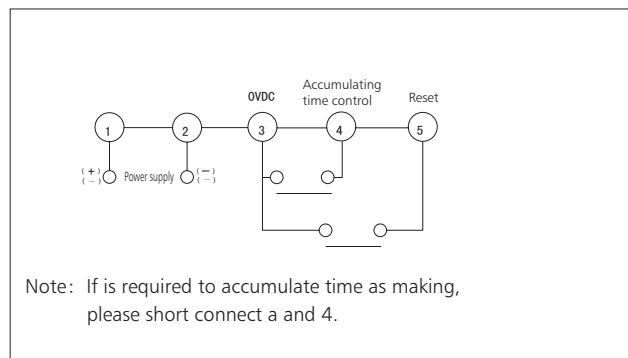 Accumulating
OVDC time control Reset
1 2 3 4 5
(+) (−)
(~) Power supply (~)
Note: If is required to accumulate time as making,
please short connect a and 4.